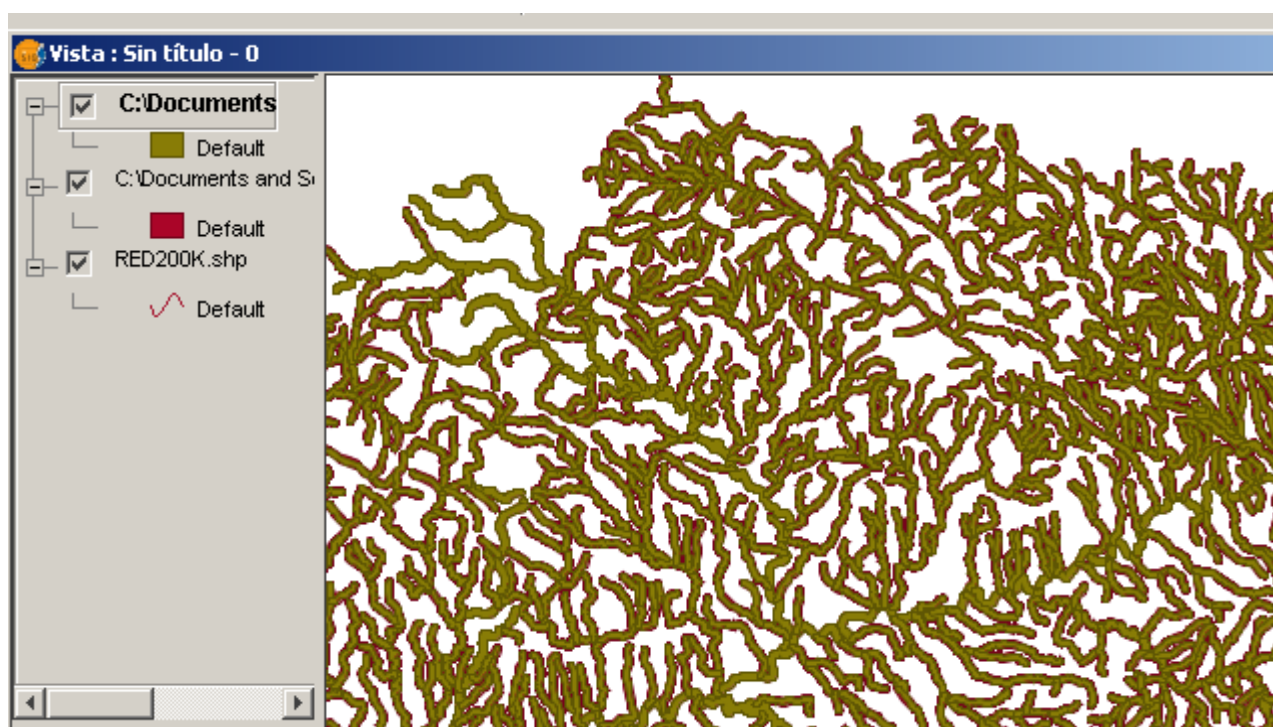 Vista : Sin título - 0
C:\Documents
Default
C:\Documents and
Default
RED200K.shp
Default